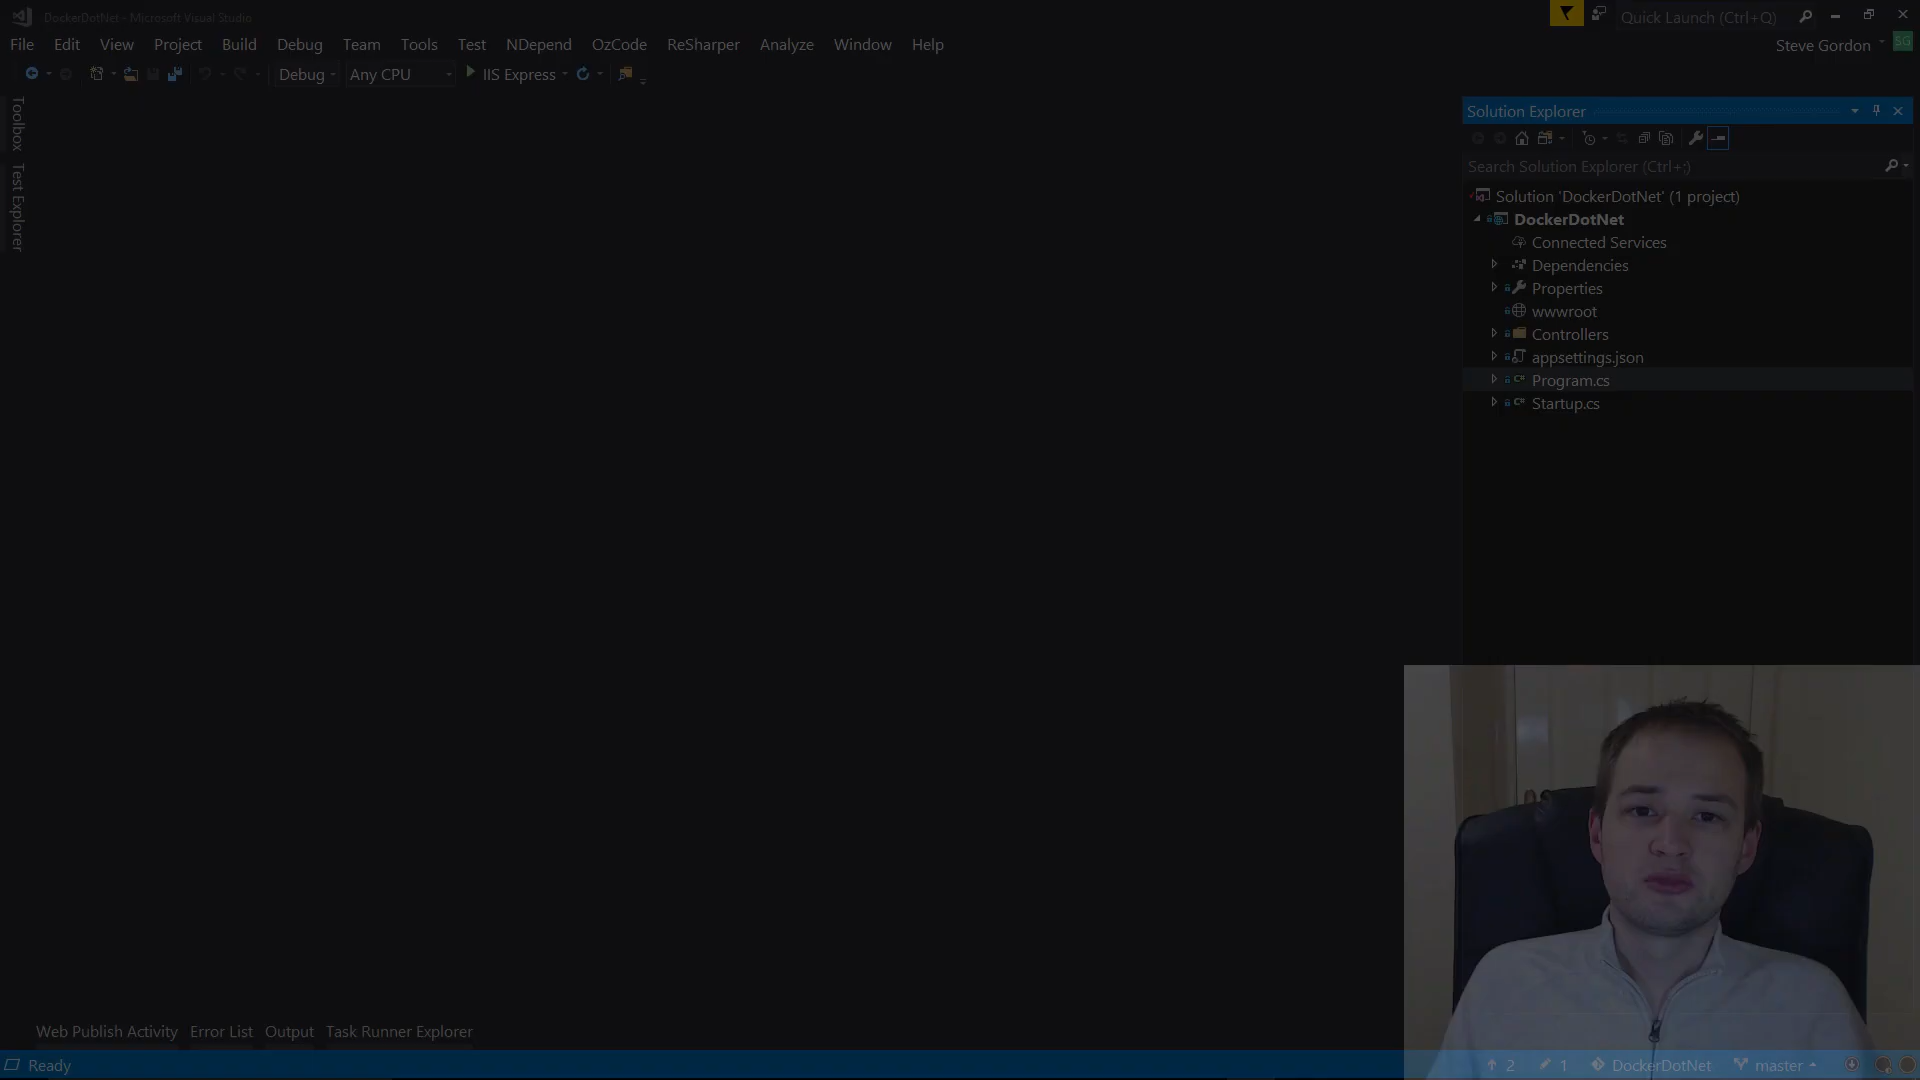 DockerDotNet - Microsoft Visual Studio
Quick Launch (Ctrl+Q)
File Edit View Project Build Debug Team Tools Test NDepend OzCode ReSharper Analyze Window Help
Steve Gordon SG
Debug Any CPU IIS Express
Toolbox
Test Explorer
Solution Explorer
Search Solution Explorer (Ctrl+;)
Solution 'DockerDotNet' (1 project)
DockerDotNet
Connected Services
Dependencies
Properties
wwwroot
Controllers
appsettings.json
C# Program.cs
C# Startup.cs
Web Publish Activity Error List Output Task Runner Explorer
Ready 2 1 DockerDotNet master